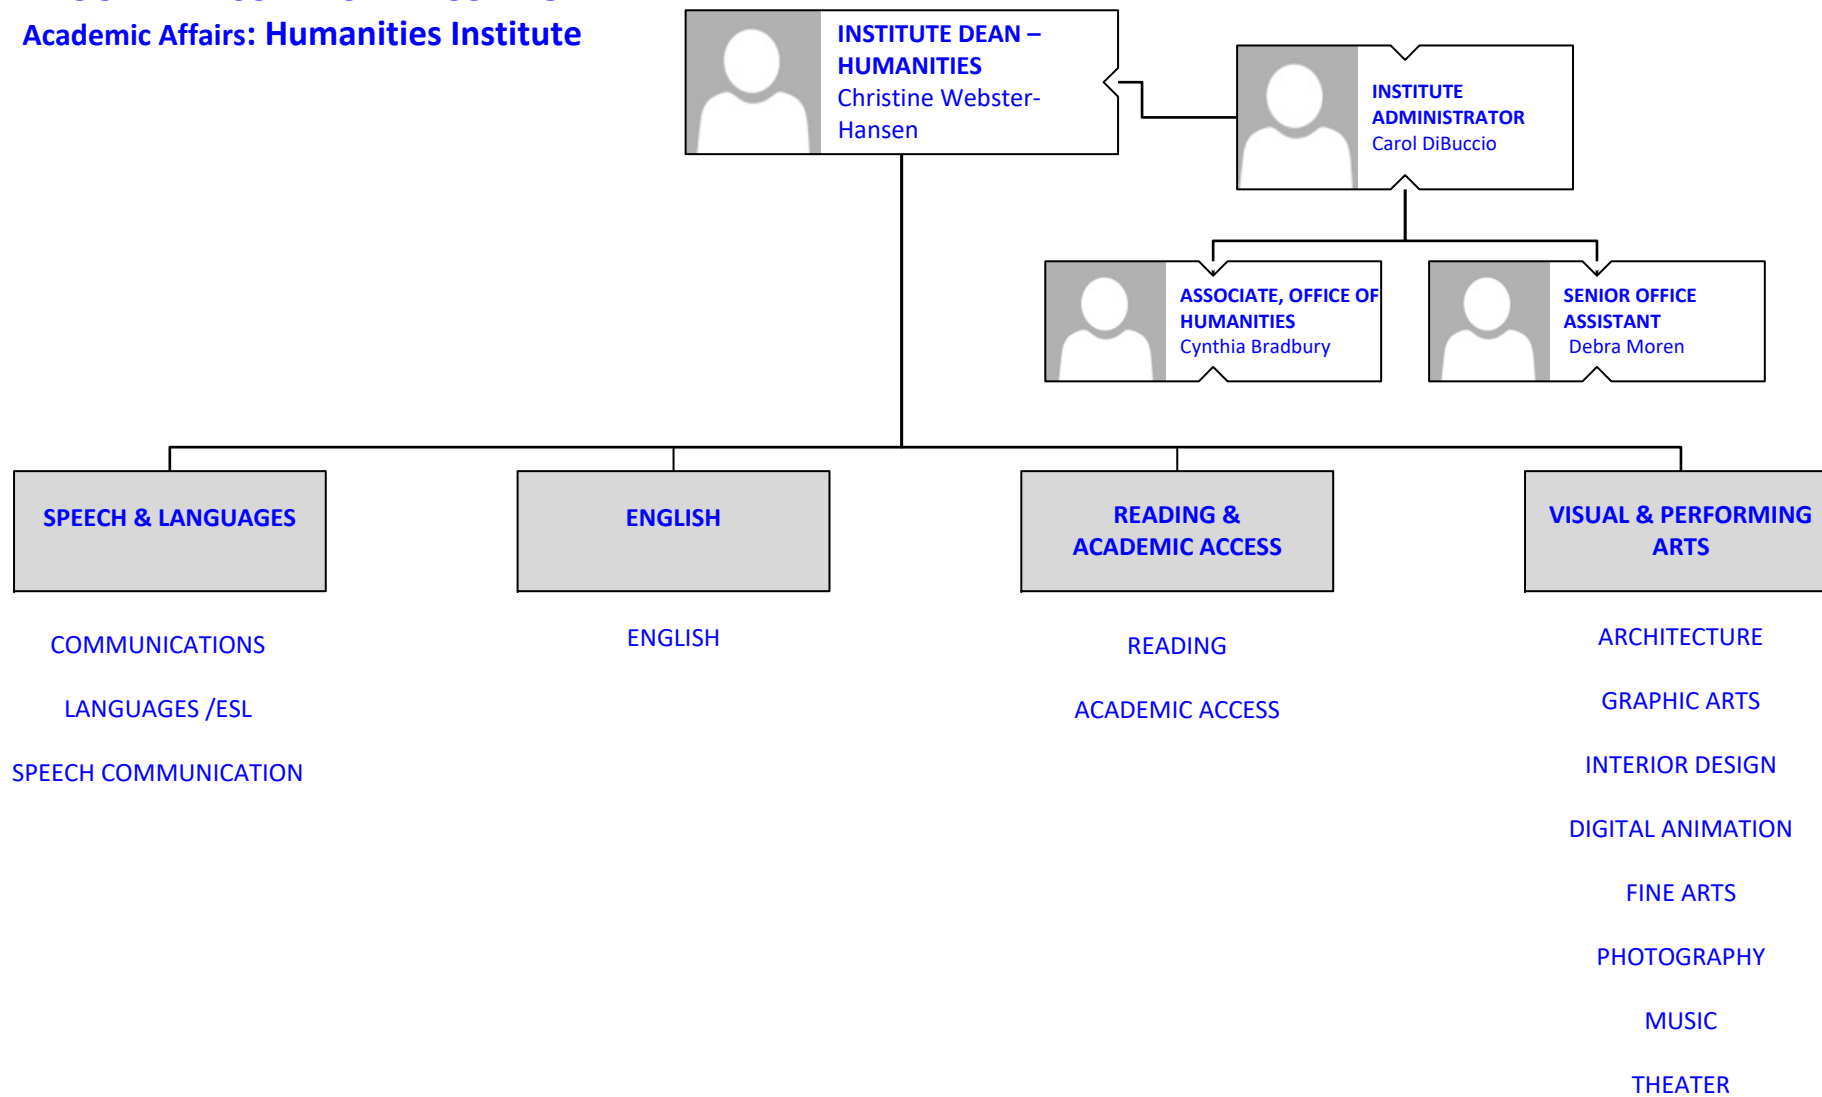 Academic Affairs: Humanities Institute
INSTITUTE DEAN –
HUMANITIES
Christine Webster-
Hansen
INSTITUTE
ADMINISTRATOR
Carol DiBuccio
ASSOCIATE, OFFICE OF
HUMANITIES
Cynthia Bradbury
SENIOR OFFICE
ASSISTANT
Debra Moren
SPEECH & LANGUAGES
COMMUNICATIONS
LANGUAGES /ESL
SPEECH COMMUNICATION
ENGLISH
ENGLISH
READING &
ACADEMIC ACCESS
READING
ACADEMIC ACCESS
VISUAL & PERFORMING
ARTS
ARCHITECTURE
GRAPHIC ARTS
INTERIOR DESIGN
DIGITAL ANIMATION
FINE ARTS
PHOTOGRAPHY
MUSIC
THEATER